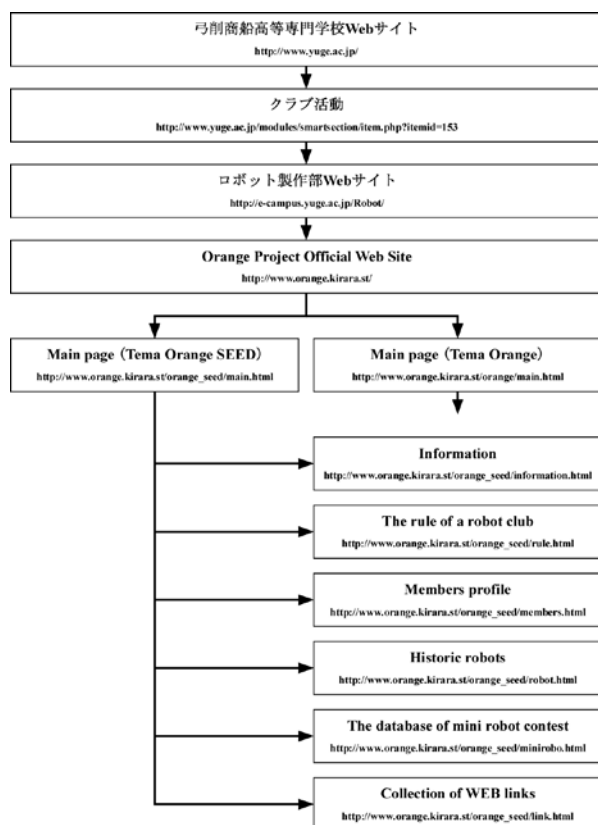 弓削商船高等専門学校Webサイト
http://www.yuge.ac.jp/
クラブ活動
http://www.yuge.ac.jp/modules/smartsection/item.php?itemid=153
ロボット製作部Webサイト
http://e-campus.yuge.ac.jp/Robot/
Orange Project Official Web Site
http://www.orange.kirara.st/
Main page (Tema Orange SEED)
http://www.orange.kirara.st/orange_seed/main.html
Main page (Tema Orange)
http://www.orange.kirara.st/orange/main.html
Information
http://www.orange.kirara.st/orange_seed/information.html
The rule of a robot club
http://www.orange.kirara.st/orange_seed/rule.html
Members profile
http://www.orange.kirara.st/orange_seed/members.html
Historic robots
http://www.orange.kirara.st/orange_seed/robot.html
The database of mini robot contest
http://www.orange.kirara.st/orange_seed/minirobo.html
Collection of WEB links
http://www.orange.kirara.st/orange_seed/link.html